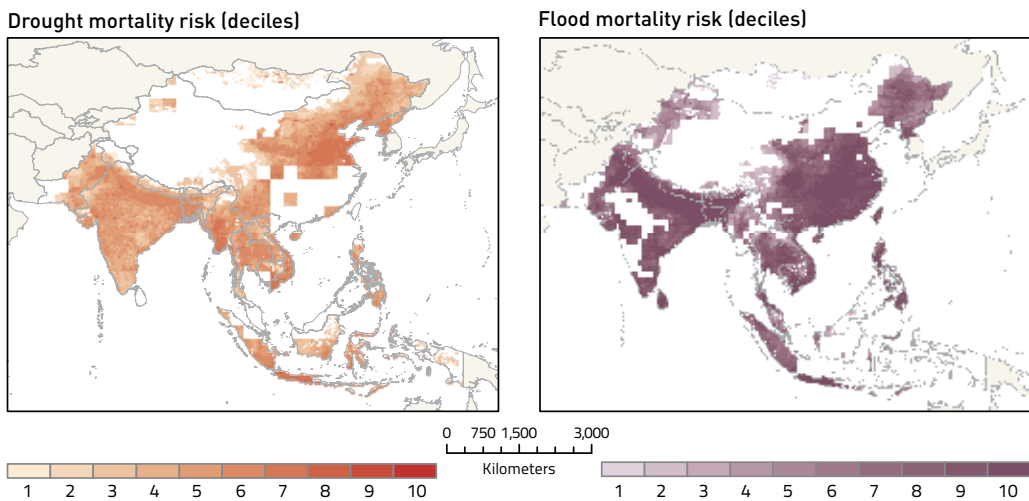 Drought mortality risk (deciles)
Flood mortality risk (deciles)
0 750 1,500 3,000
Kilometers
1 2 3 4 5 6 7 8 9 10
1 2 3 4 5 6 7 8 9 10